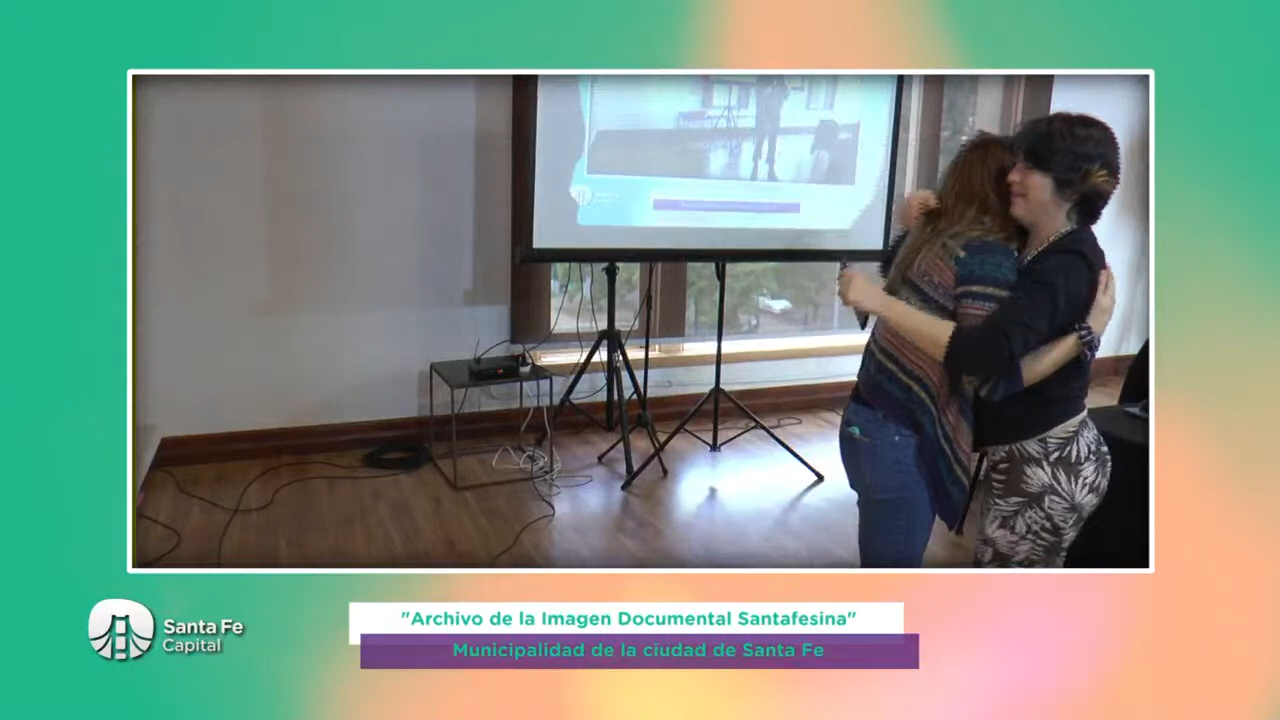 Santa Fe
Capital
"Archivo de la Imagen Documental Santafesina"
Municipalidad de la ciudad de Santa Fe